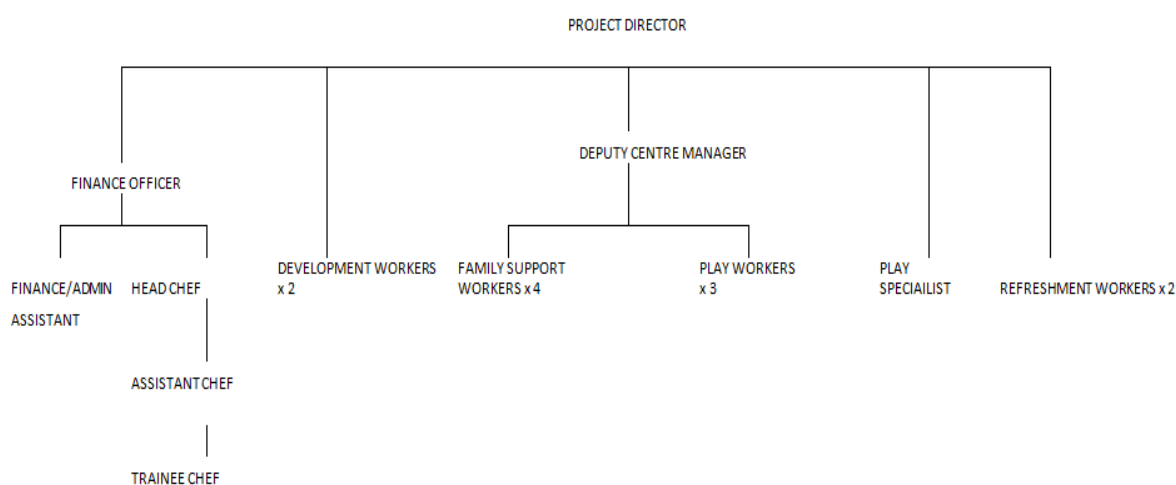 PROJECT DIRECTOR
DEPUTY CENTRE MANAGER
FINANCE OFFICER
DEVELOPMENT WORKERS
x 2
FAMILY SUPPORT
WORKERS x 4
PLAY WORKERS
x 3
PLAY
SPECIAILIST
REFRESHMENT WORKERS x 2
FINANCE/ADMIN
ASSISTANT
HEAD CHEF
ASSISTANT CHEF
TRAINEE CHEF